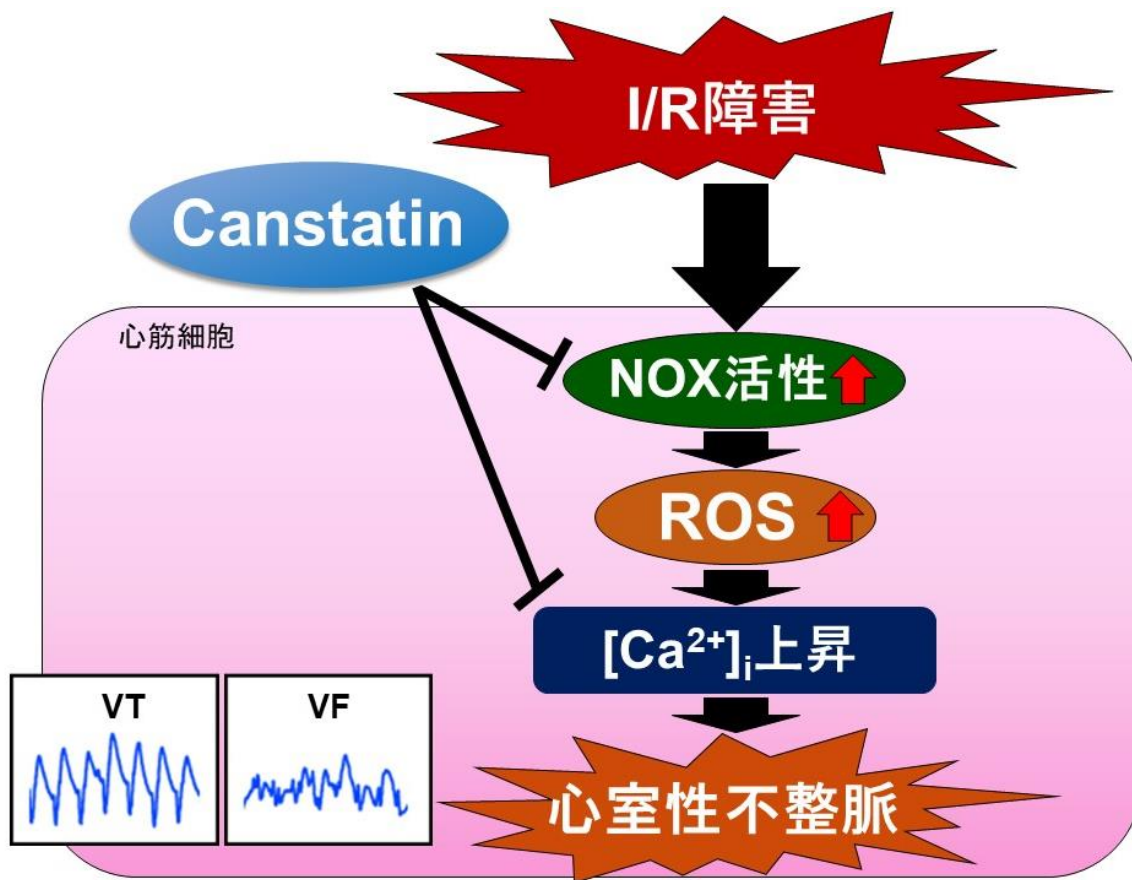 I/R障害
Canstatin
心筋細胞
NOX活性
ROS
[Ca²⁺]ᵢ上昇
VT
VF
心室性不整脈